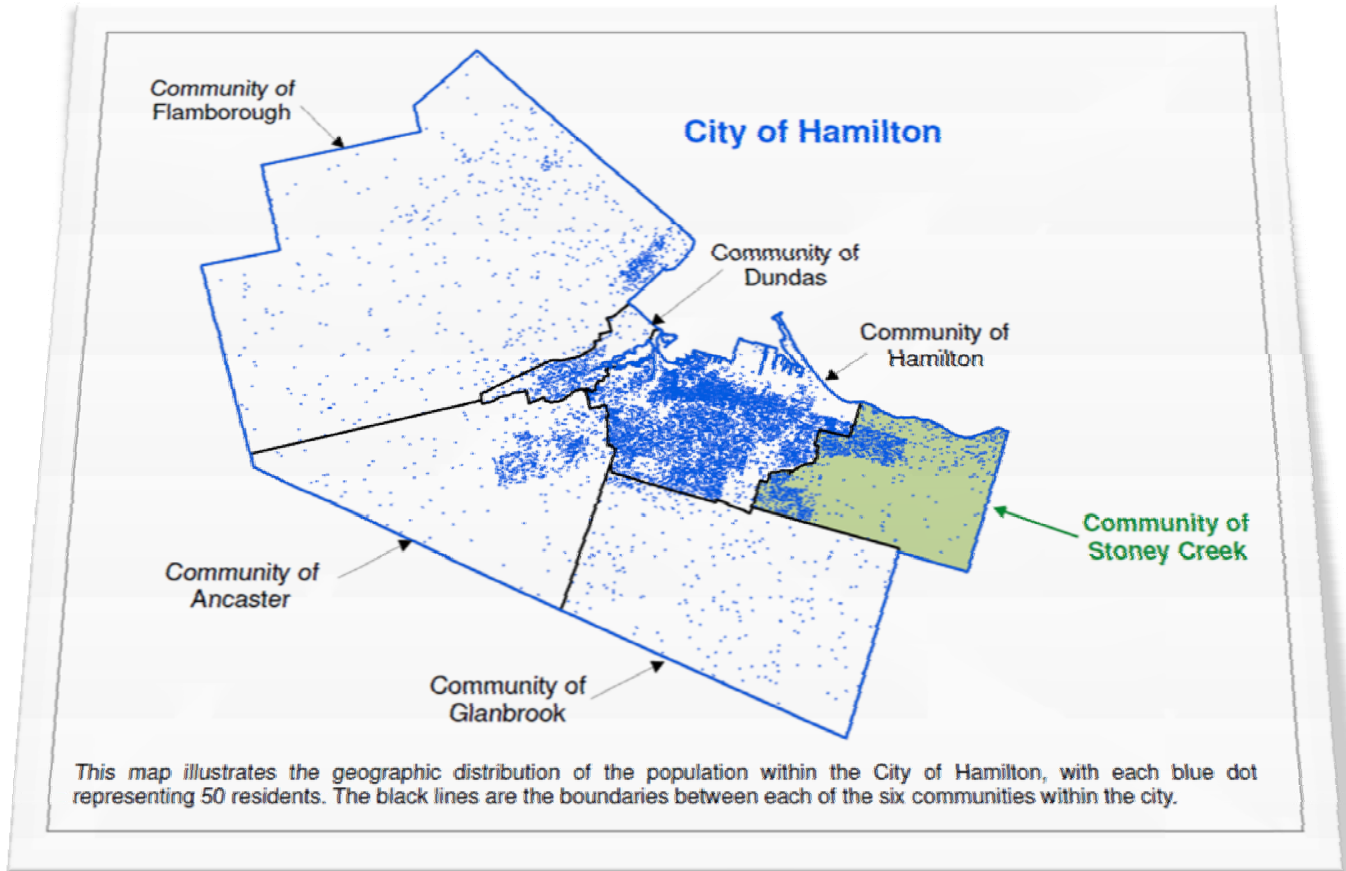 Community of
Flamborough
City of Hamilton
Community of
Dundas
Community of
Hamilton
Community of
Stoney Creek
Community of
Ancaster
Community of
Glanbrook
This map illustrates the geographic distribution of the population within the City of Hamilton, with each blue dot
representing 50 residents. The black lines are the boundaries between each of the six communities within the city.